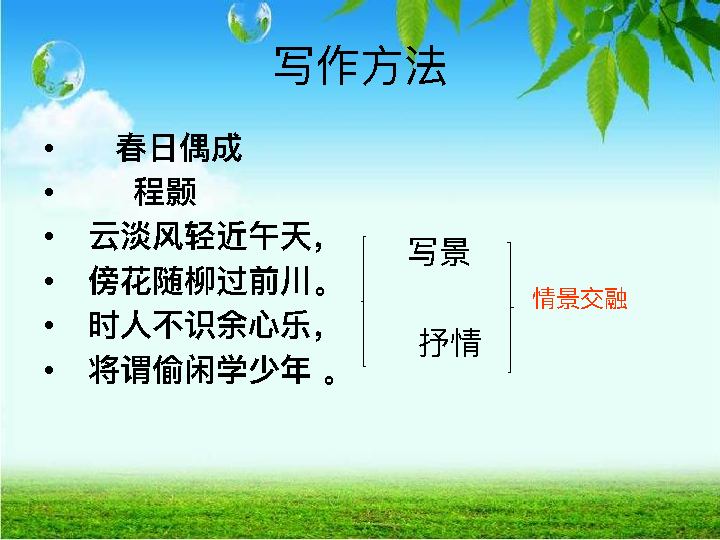 写作方法
• 春日偶成
• 程颢
• 云淡风轻近午天，
• 傍花随柳过前川。
• 时人不识余心乐，
• 将谓偷闲学少年 。
写景
抒情
情景交融